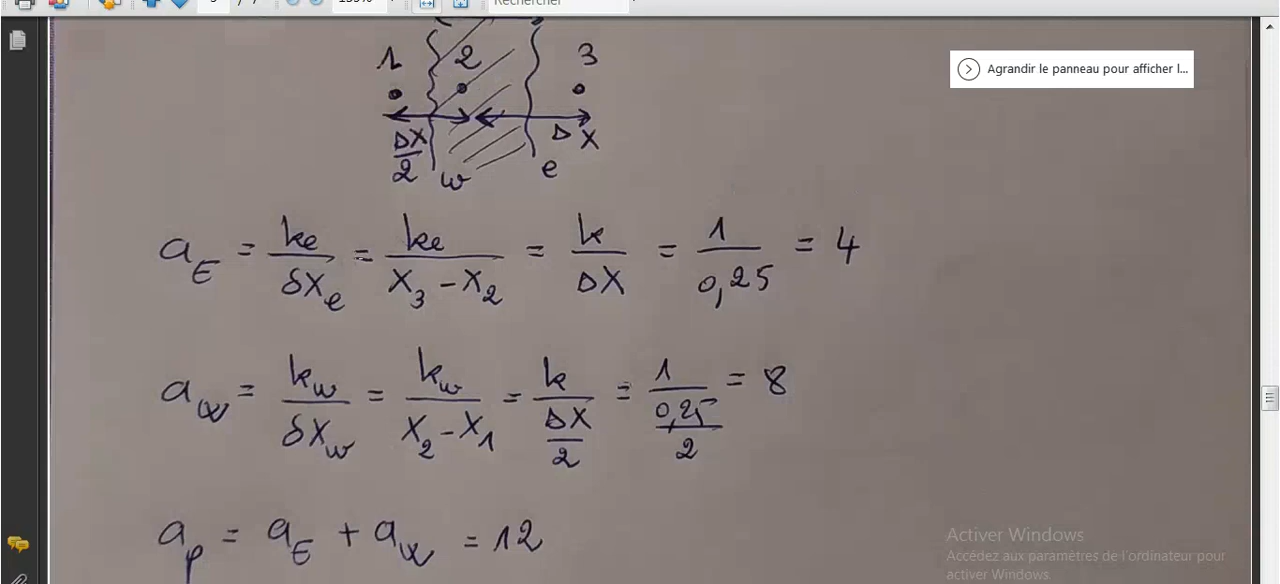 Rechercher
Agrandir le panneau pour afficher l...
1 2 3
ΔX/2 w e ΔX
a_E = ke/δX_e = ke/(X_3 - X_2) = k/ΔX = 1/0,25 = 4
a_W = k_w/δX_w = k_w/(X_2 - X_1) = k/(ΔX/2) = 1/(0,25/2) = 8
a_p = a_E + a_W = 12
Activer Windows
Accédez aux paramètres de l'ordinateur pour
activer Windows.